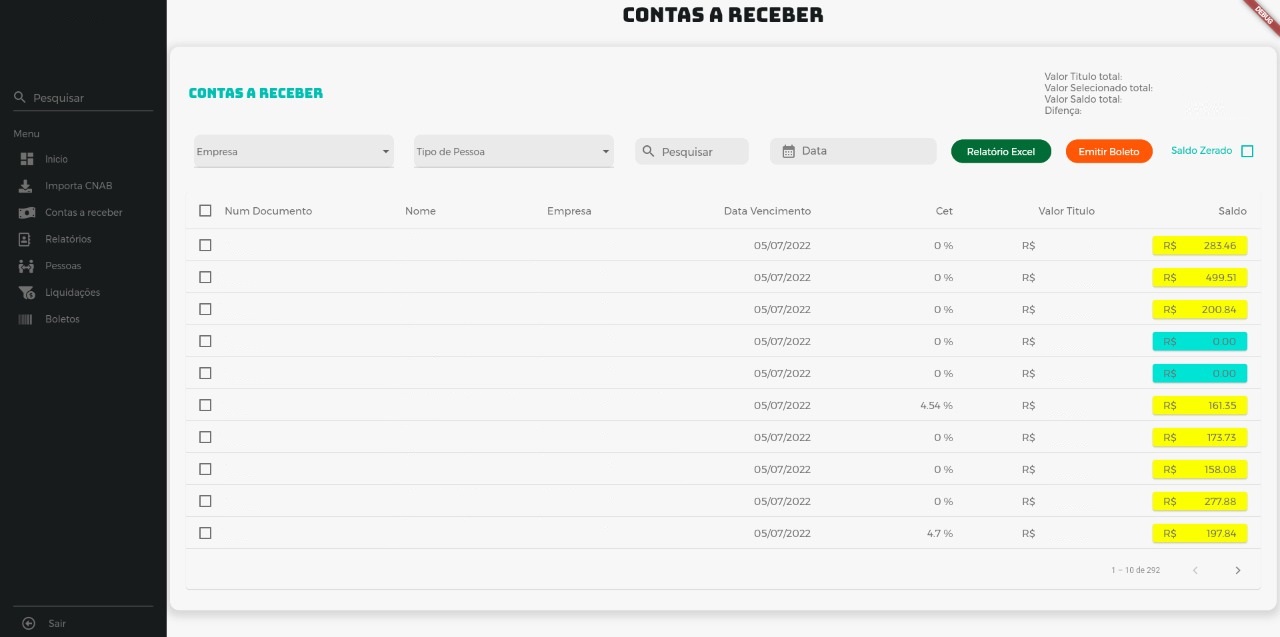 CONTAS A RECEBER
DEBUG
Pesquisar
Menu
Inicio
Importa CNAB
Contas a receber
Relatórios
Pessoas
Liquidações
Boletos
Sair
CONTAS A RECEBER
Valor Titulo total:
Valor Selecionado total:
Valor Saldo total:
Difença:
Empresa
Tipo de Pessoa
Pesquisar
Data
Relatório Excel
Emitir Boleto
Saldo Zerado
Num Documento Nome Empresa Data Vencimento Cet Valor Titulo Saldo
05/07/2022 0 % R$ R$ 283.46
05/07/2022 0 % R$ R$ 499.51
05/07/2022 0 % R$ R$ 200.84
05/07/2022 0 % R$ R$ 0.00
05/07/2022 0 % R$ R$ 0.00
05/07/2022 4.54 % R$ R$ 161.35
05/07/2022 0 % R$ R$ 173.73
05/07/2022 0 % R$ R$ 158.08
05/07/2022 0 % R$ R$ 277.88
05/07/2022 4.7 % R$ R$ 197.84
1 – 10 de 292